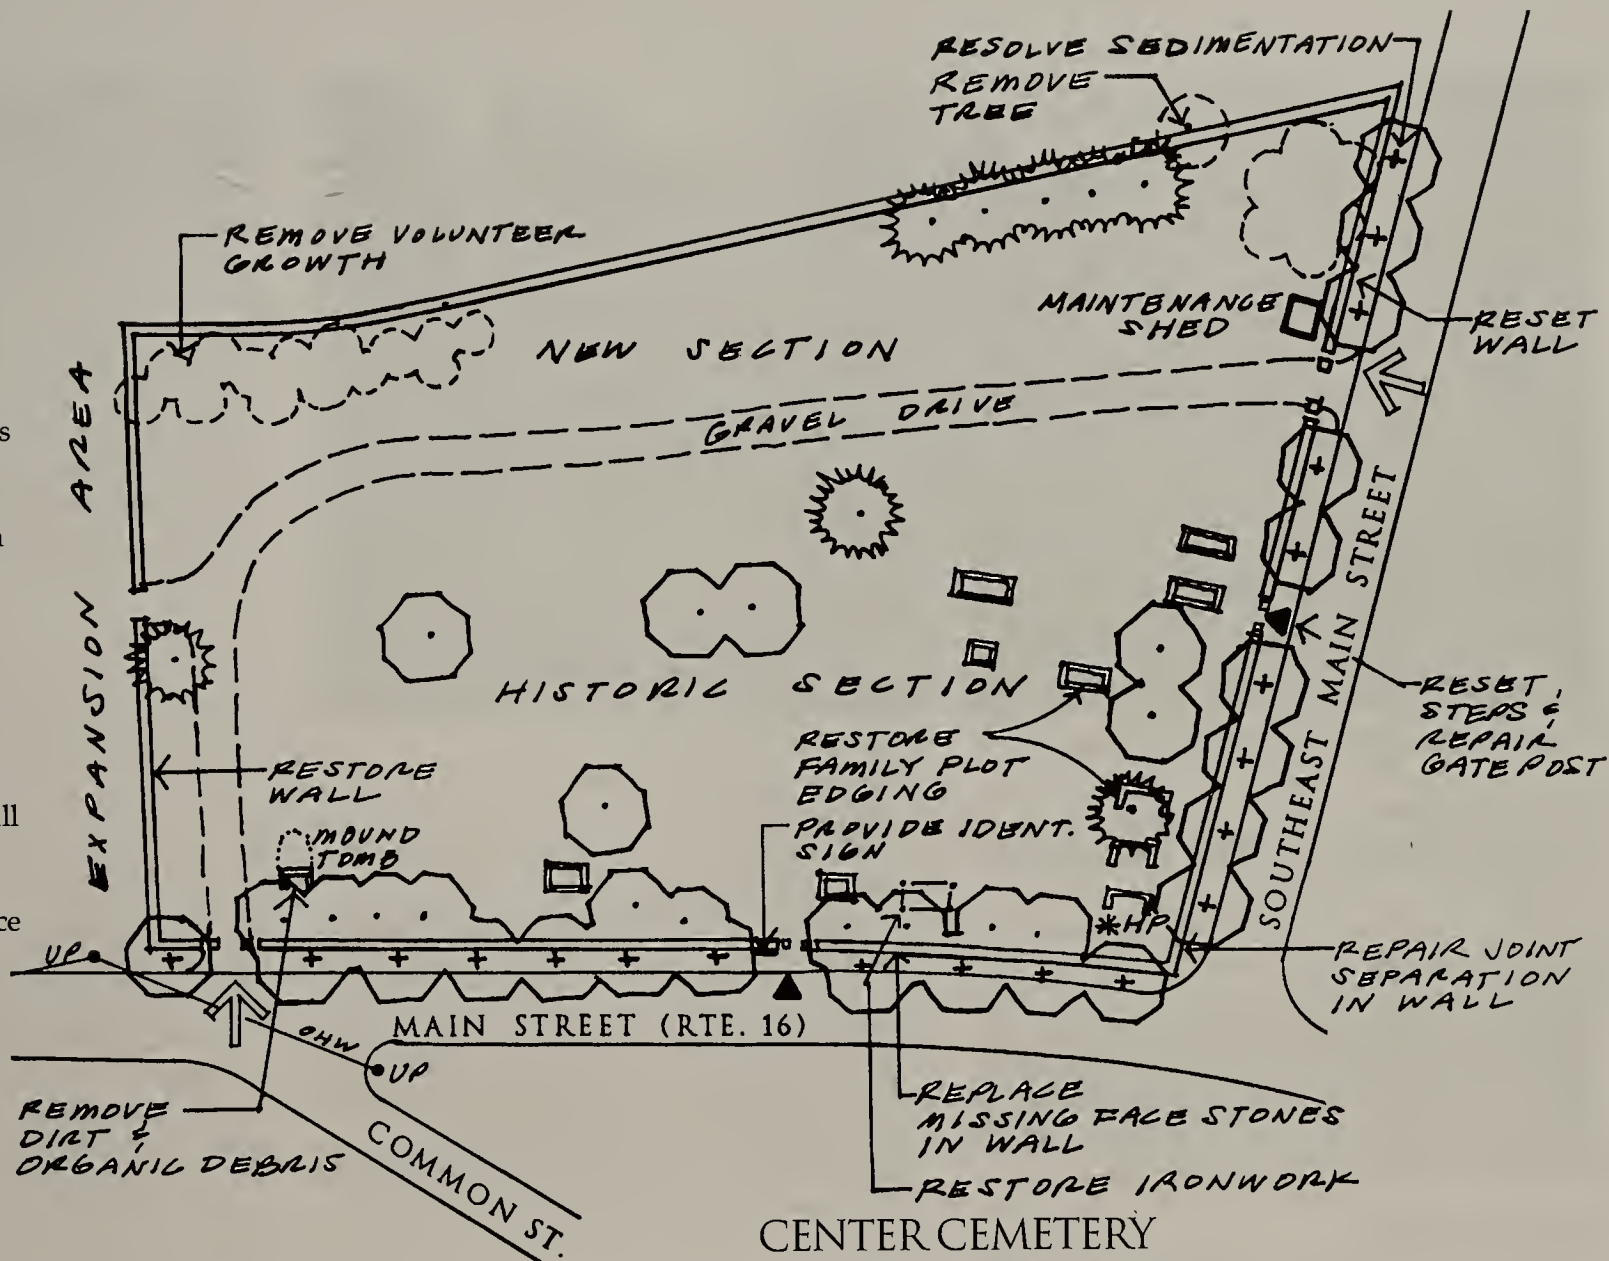 RESOLVE SEDIMENTATION
REMOVE
TREE
REMOVE VOLUNTEER
GROWTH
MAINTENANCE
SHED
RESET
WALL
NEW SECTION
GRAVEL DRIVE
s
EXPANSION AREA
HISTORIC SECTION
SOUTHEAST MAIN STREET
RESET
STEPS &
REPAIR
GATE POST
RESTORE
FAMILY PLOT
EDGING
RESTORE
WALL
ll
MOUND
TOMB
PROVIDE IDENT.
SIGN
ce
*HP
UP
REPAIR JOINT
SEPARATION
IN WALL
MAIN STREET (RTE. 16)
OHW
UP
REMOVE
DIRT &
ORGANIC DEBRIS
COMMON ST.
REPLACE
MISSING FACE STONES
IN WALL
RESTORE IRONWORK
CENTER CEMETERY